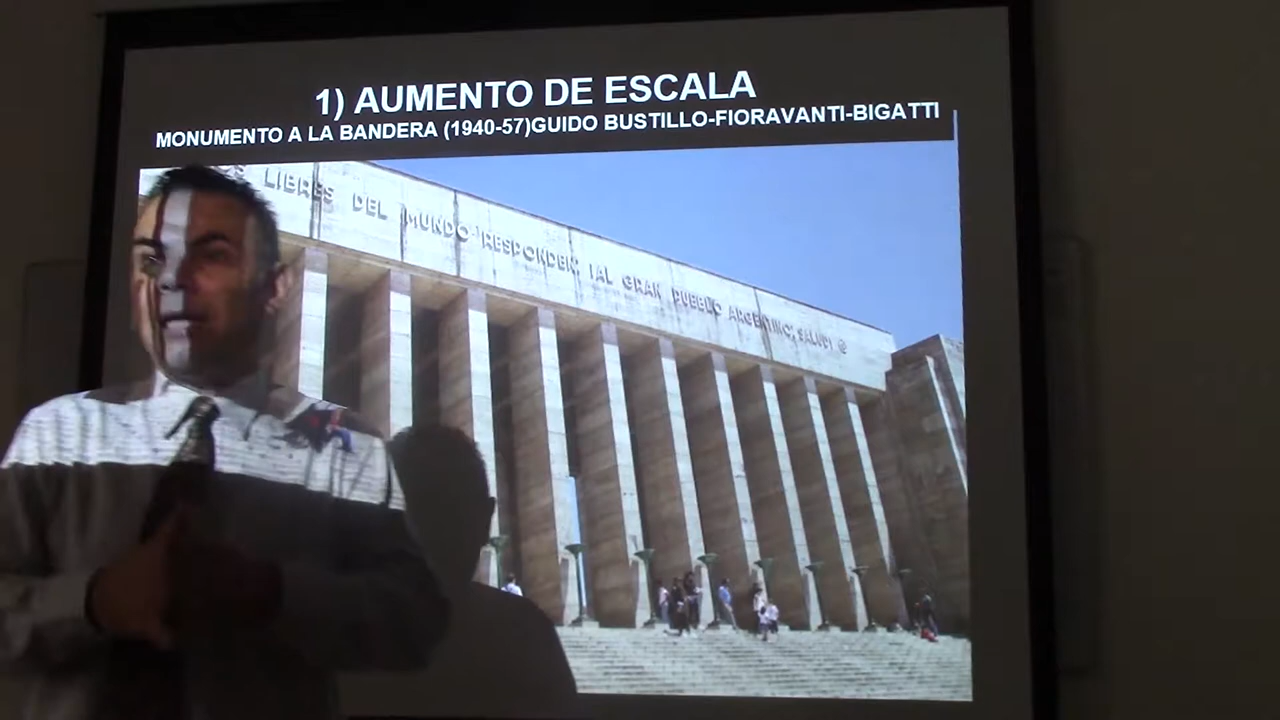 1) AUMENTO DE ESCALA
MONUMENTO A LA BANDERA (1940-57)GUIDO BUSTILLO-FIORAVANTI-BIGATTI
LIBRES DEL MUNDO RESPONDEN: ¡AL GRAN PUEBLO ARGENTINO, SALUD!